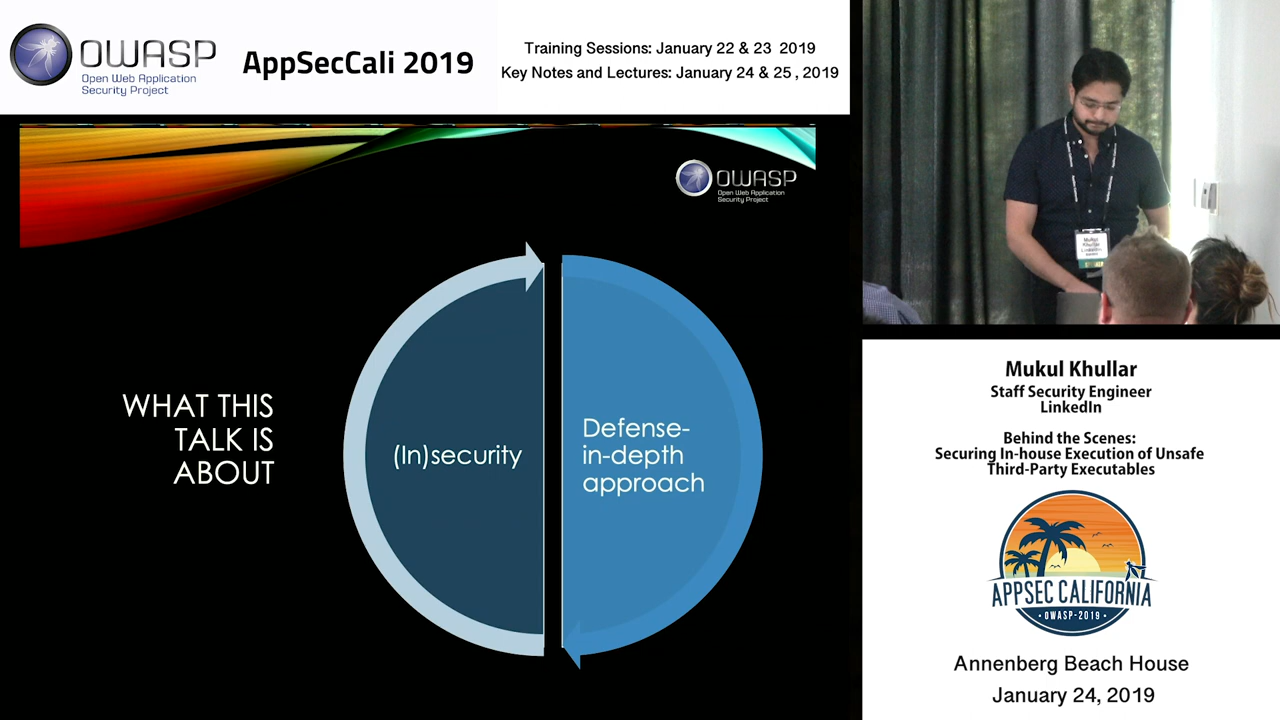 OWASP
Open Web Application
Security Project
AppSecCali 2019
Training Sessions: January 22 & 23 2019
Key Notes and Lectures: January 24 & 25 , 2019
OWASP
Open Web Application
Security Project
WHAT THIS
TALK IS
ABOUT
(In)security
Defense-
in-depth
approach
Mukul
Khullar
Mukul Khullar
Staff Security Engineer
LinkedIn
Behind the Scenes:
Securing In-house Execution of Unsafe
Third-Party Executables
APPSEC CALIFORNIA
• OWASP-2019 •
Annenberg Beach House
January 24, 2019